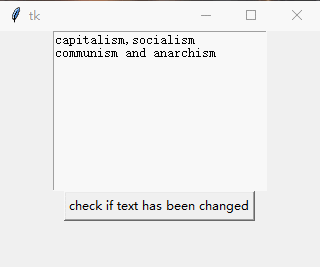 tk
capitalism,socialism
communism and anarchism
check if text has been changed